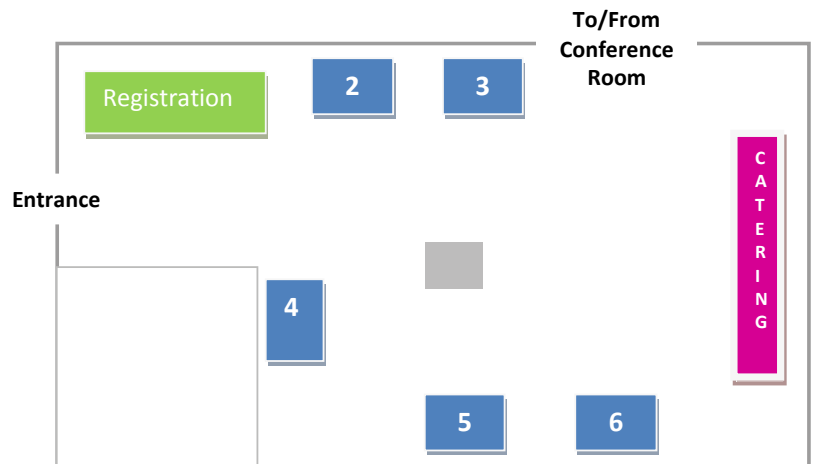 To/From
Conference
Room
Registration
2
3
Entrance
C
A
T
E
R
I
N
G
4
5
6